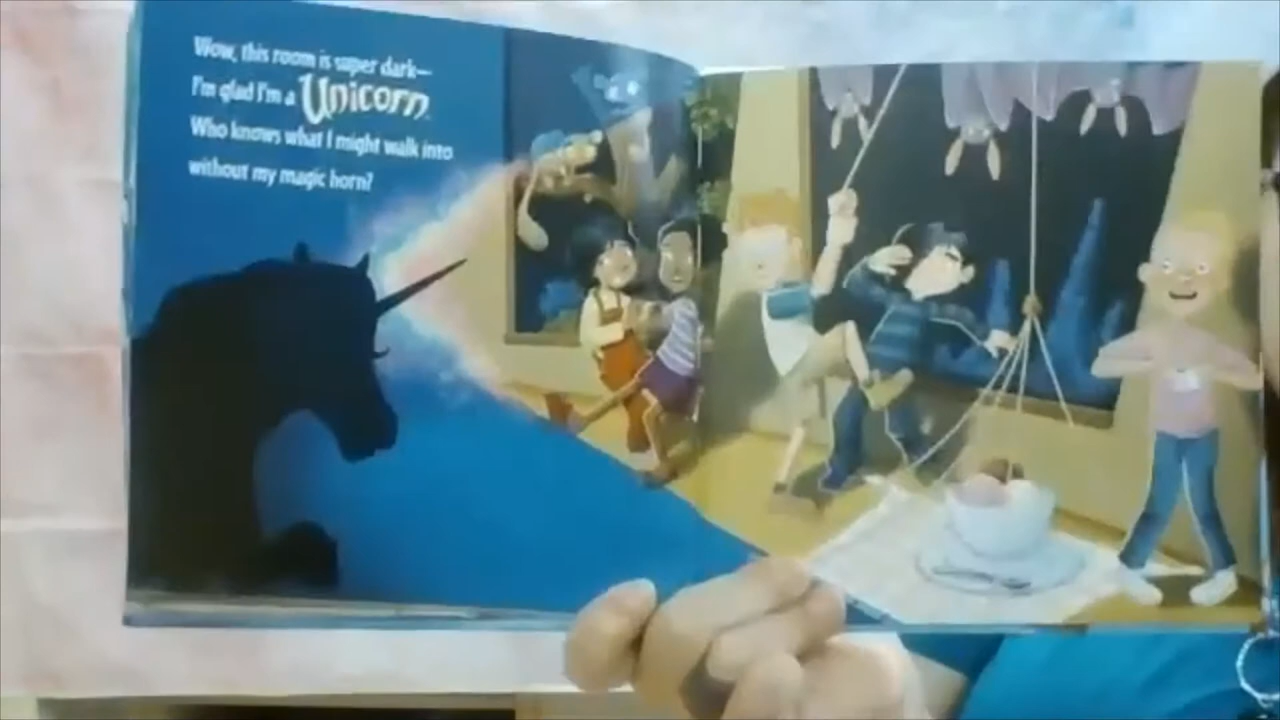 Wow, this room is super dark—
I'm glad I'm a Unicorn.
Who knows what I might walk into
without my magic horn?